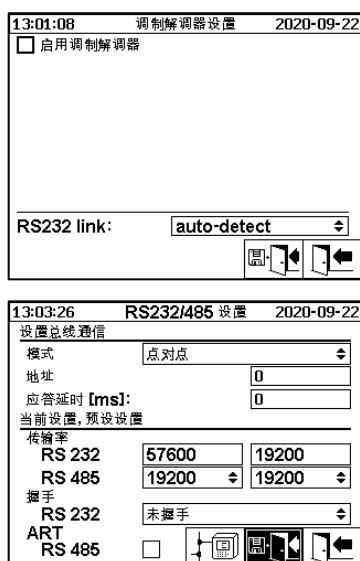 13:01:08 调制解调器设置 2020-09-22
启用调制解调器
RS232 link: auto-detect
13:03:26 RS232/485 设置 2020-09-22
设置总线通信
模式 点对点
地址 0
应答延时 [ms]: 0
当前设置,预设设置
传输率
RS 232 57600 19200
RS 485 19200 19200
握手
RS 232 未握手
ART
RS 485